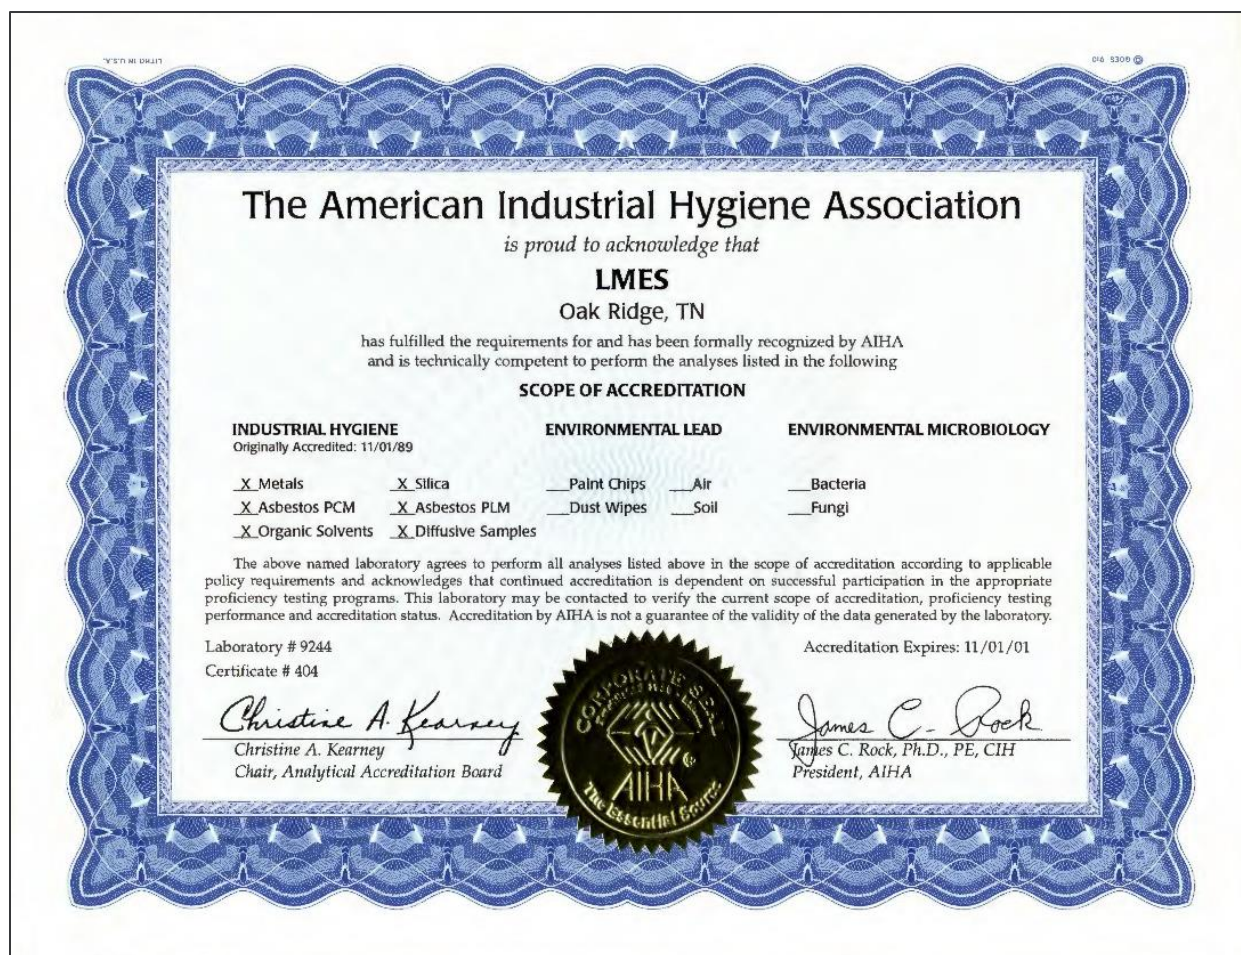 LITHO IN U.S.A.
© GOES 910
The American Industrial Hygiene Association
is proud to acknowledge that
LMES
Oak Ridge, TN
has fulfilled the requirements for and has been formally recognized by AIHA
and is technically competent to perform the analyses listed in the following
SCOPE OF ACCREDITATION
INDUSTRIAL HYGIENE ENVIRONMENTAL LEAD ENVIRONMENTAL MICROBIOLOGY
Originally Accredited: 11/01/89
_X_Metals _X_Silica ___Paint Chips ___Air ___Bacteria
_X_Asbestos PCM _X_Asbestos PLM ___Dust Wipes ___Soil ___Fungi
_X_Organic Solvents _X_Diffusive Samples
The above named laboratory agrees to perform all analyses listed above in the scope of accreditation according to applicable
policy requirements and acknowledges that continued accreditation is dependent on successful participation in the appropriate
proficiency testing programs. This laboratory may be contacted to verify the current scope of accreditation, proficiency testing
performance and accreditation status. Accreditation by AIHA is not a guarantee of the validity of the data generated by the laboratory.
Laboratory # 9244 Accreditation Expires: 11/01/01
Certificate # 404
Christine A. Kearney James C. Rock
Christine A. Kearney James C. Rock, Ph.D., PE, CIH
Chair, Analytical Accreditation Board President, AIHA
CORPORATE SEAL
AIHA
®
The Essential Source